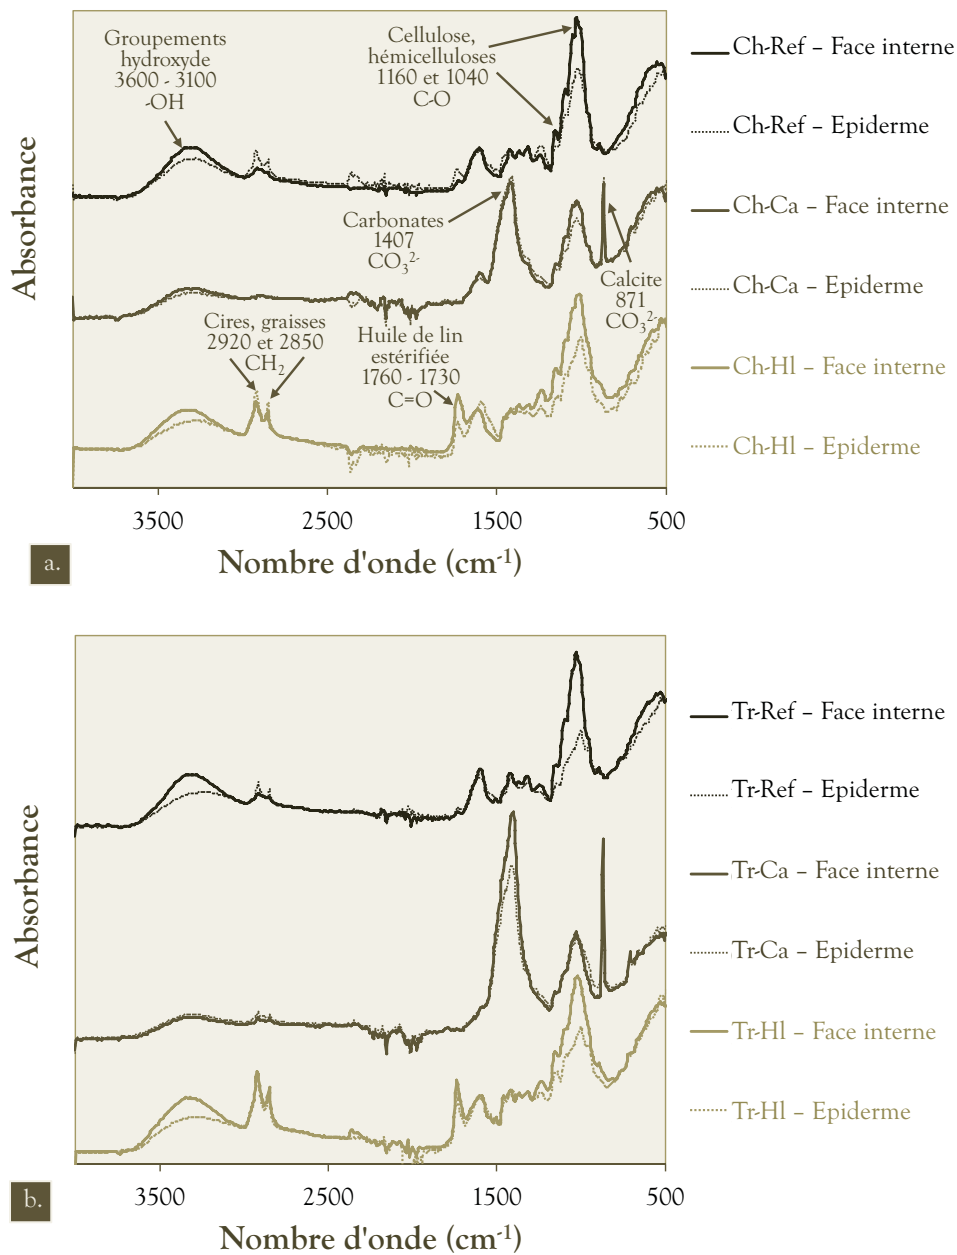 Groupements
hydroxyde
3600 - 3100
-OH
Cellulose,
hémicelluloses
1160 et 1040
C-O
Carbonates
1407
CO₃²⁻
Calcite
871
CO₃²⁻
Cires, graisses
2920 et 2850
CH₂
Huile de lin
estérifiée
1760 - 1730
C=O
Absorbance
3500 2500 1500 500
Nombre d'onde (cm⁻¹)
a.
Ch-Ref – Face interne
Ch-Ref – Epiderme
Ch-Ca – Face interne
Ch-Ca – Epiderme
Ch-Hl – Face interne
Ch-Hl – Epiderme
Absorbance
3500 2500 1500 500
Nombre d'onde (cm⁻¹)
b.
Tr-Ref – Face interne
Tr-Ref – Epiderme
Tr-Ca – Face interne
Tr-Ca – Epiderme
Tr-Hl – Face interne
Tr-Hl – Epiderme